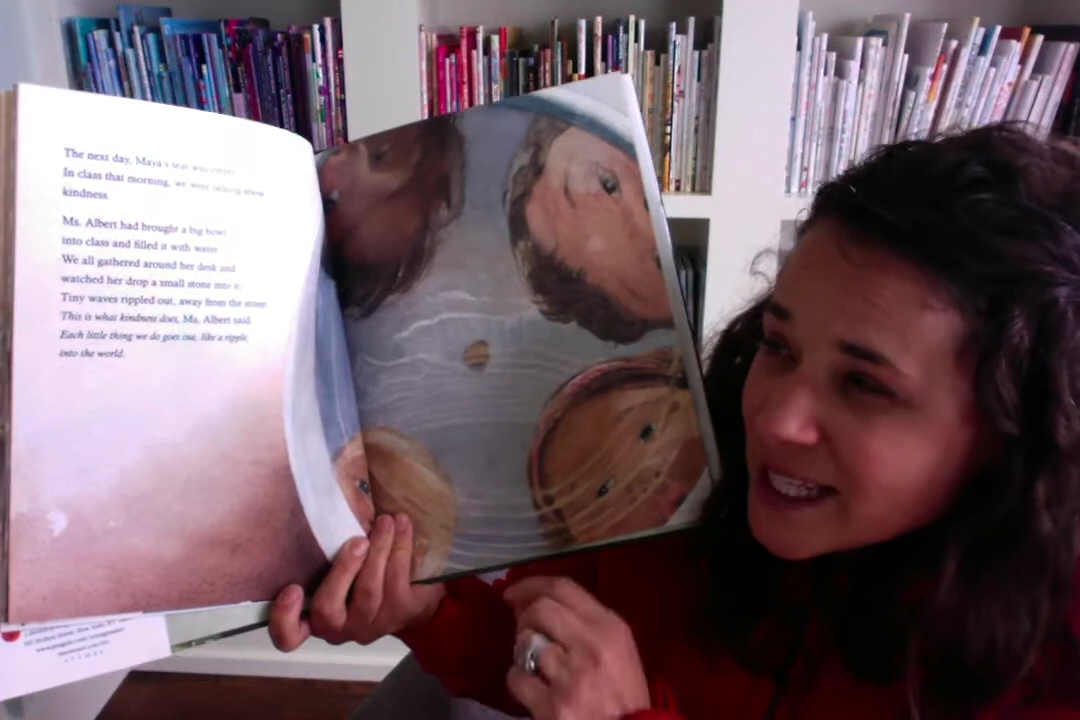 The next day, Maya's seat was empty.
In class that morning, we were talking about
kindness.
Ms. Albert had brought a big bowl
into class and filled it with water.
We all gathered around her desk and
watched her drop a small stone into it.
Tiny waves rippled out, away from the stone.
This is what kindness does, Ms. Albert said.
Each little thing we do goes out, like a ripple,
into the world.